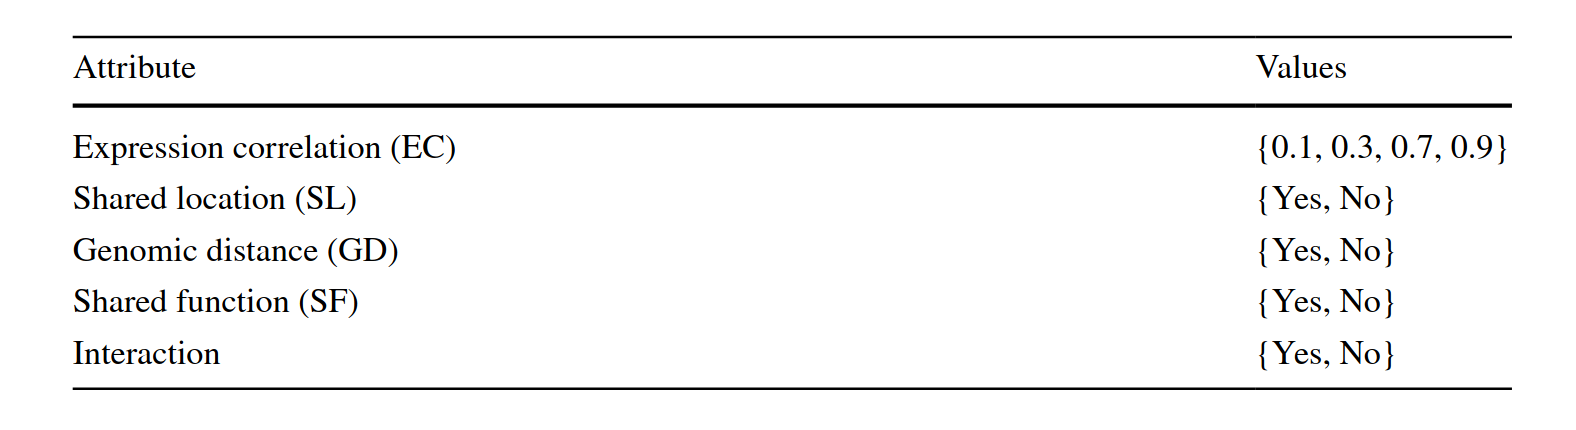 Attribute Values
Expression correlation (EC) {0.1, 0.3, 0.7, 0.9}
Shared location (SL) {Yes, No}
Genomic distance (GD) {Yes, No}
Shared function (SF) {Yes, No}
Interaction {Yes, No}